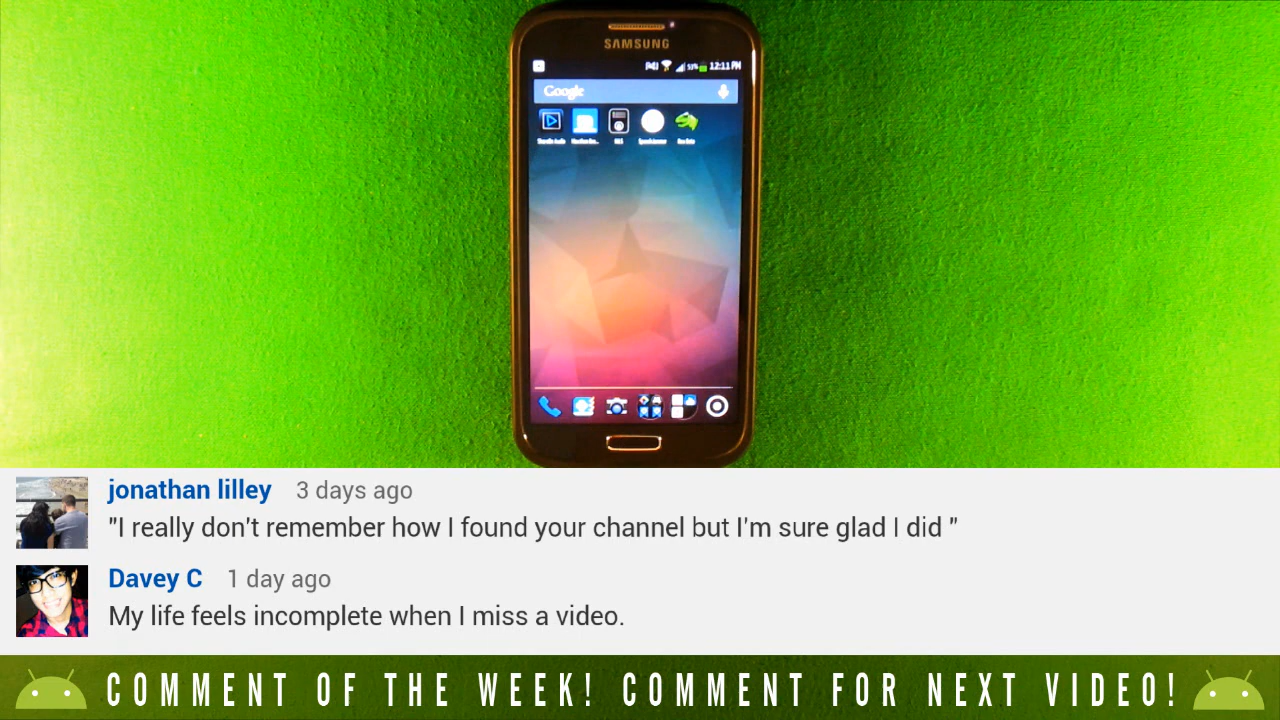 SAMSUNG
53% 12:11 PM
Google
jonathan lilley 3 days ago
"I really don't remember how I found your channel but I'm sure glad I did "
Davey C 1 day ago
My life feels incomplete when I miss a video.
COMMENT OF THE WEEK! COMMENT FOR NEXT VIDEO!